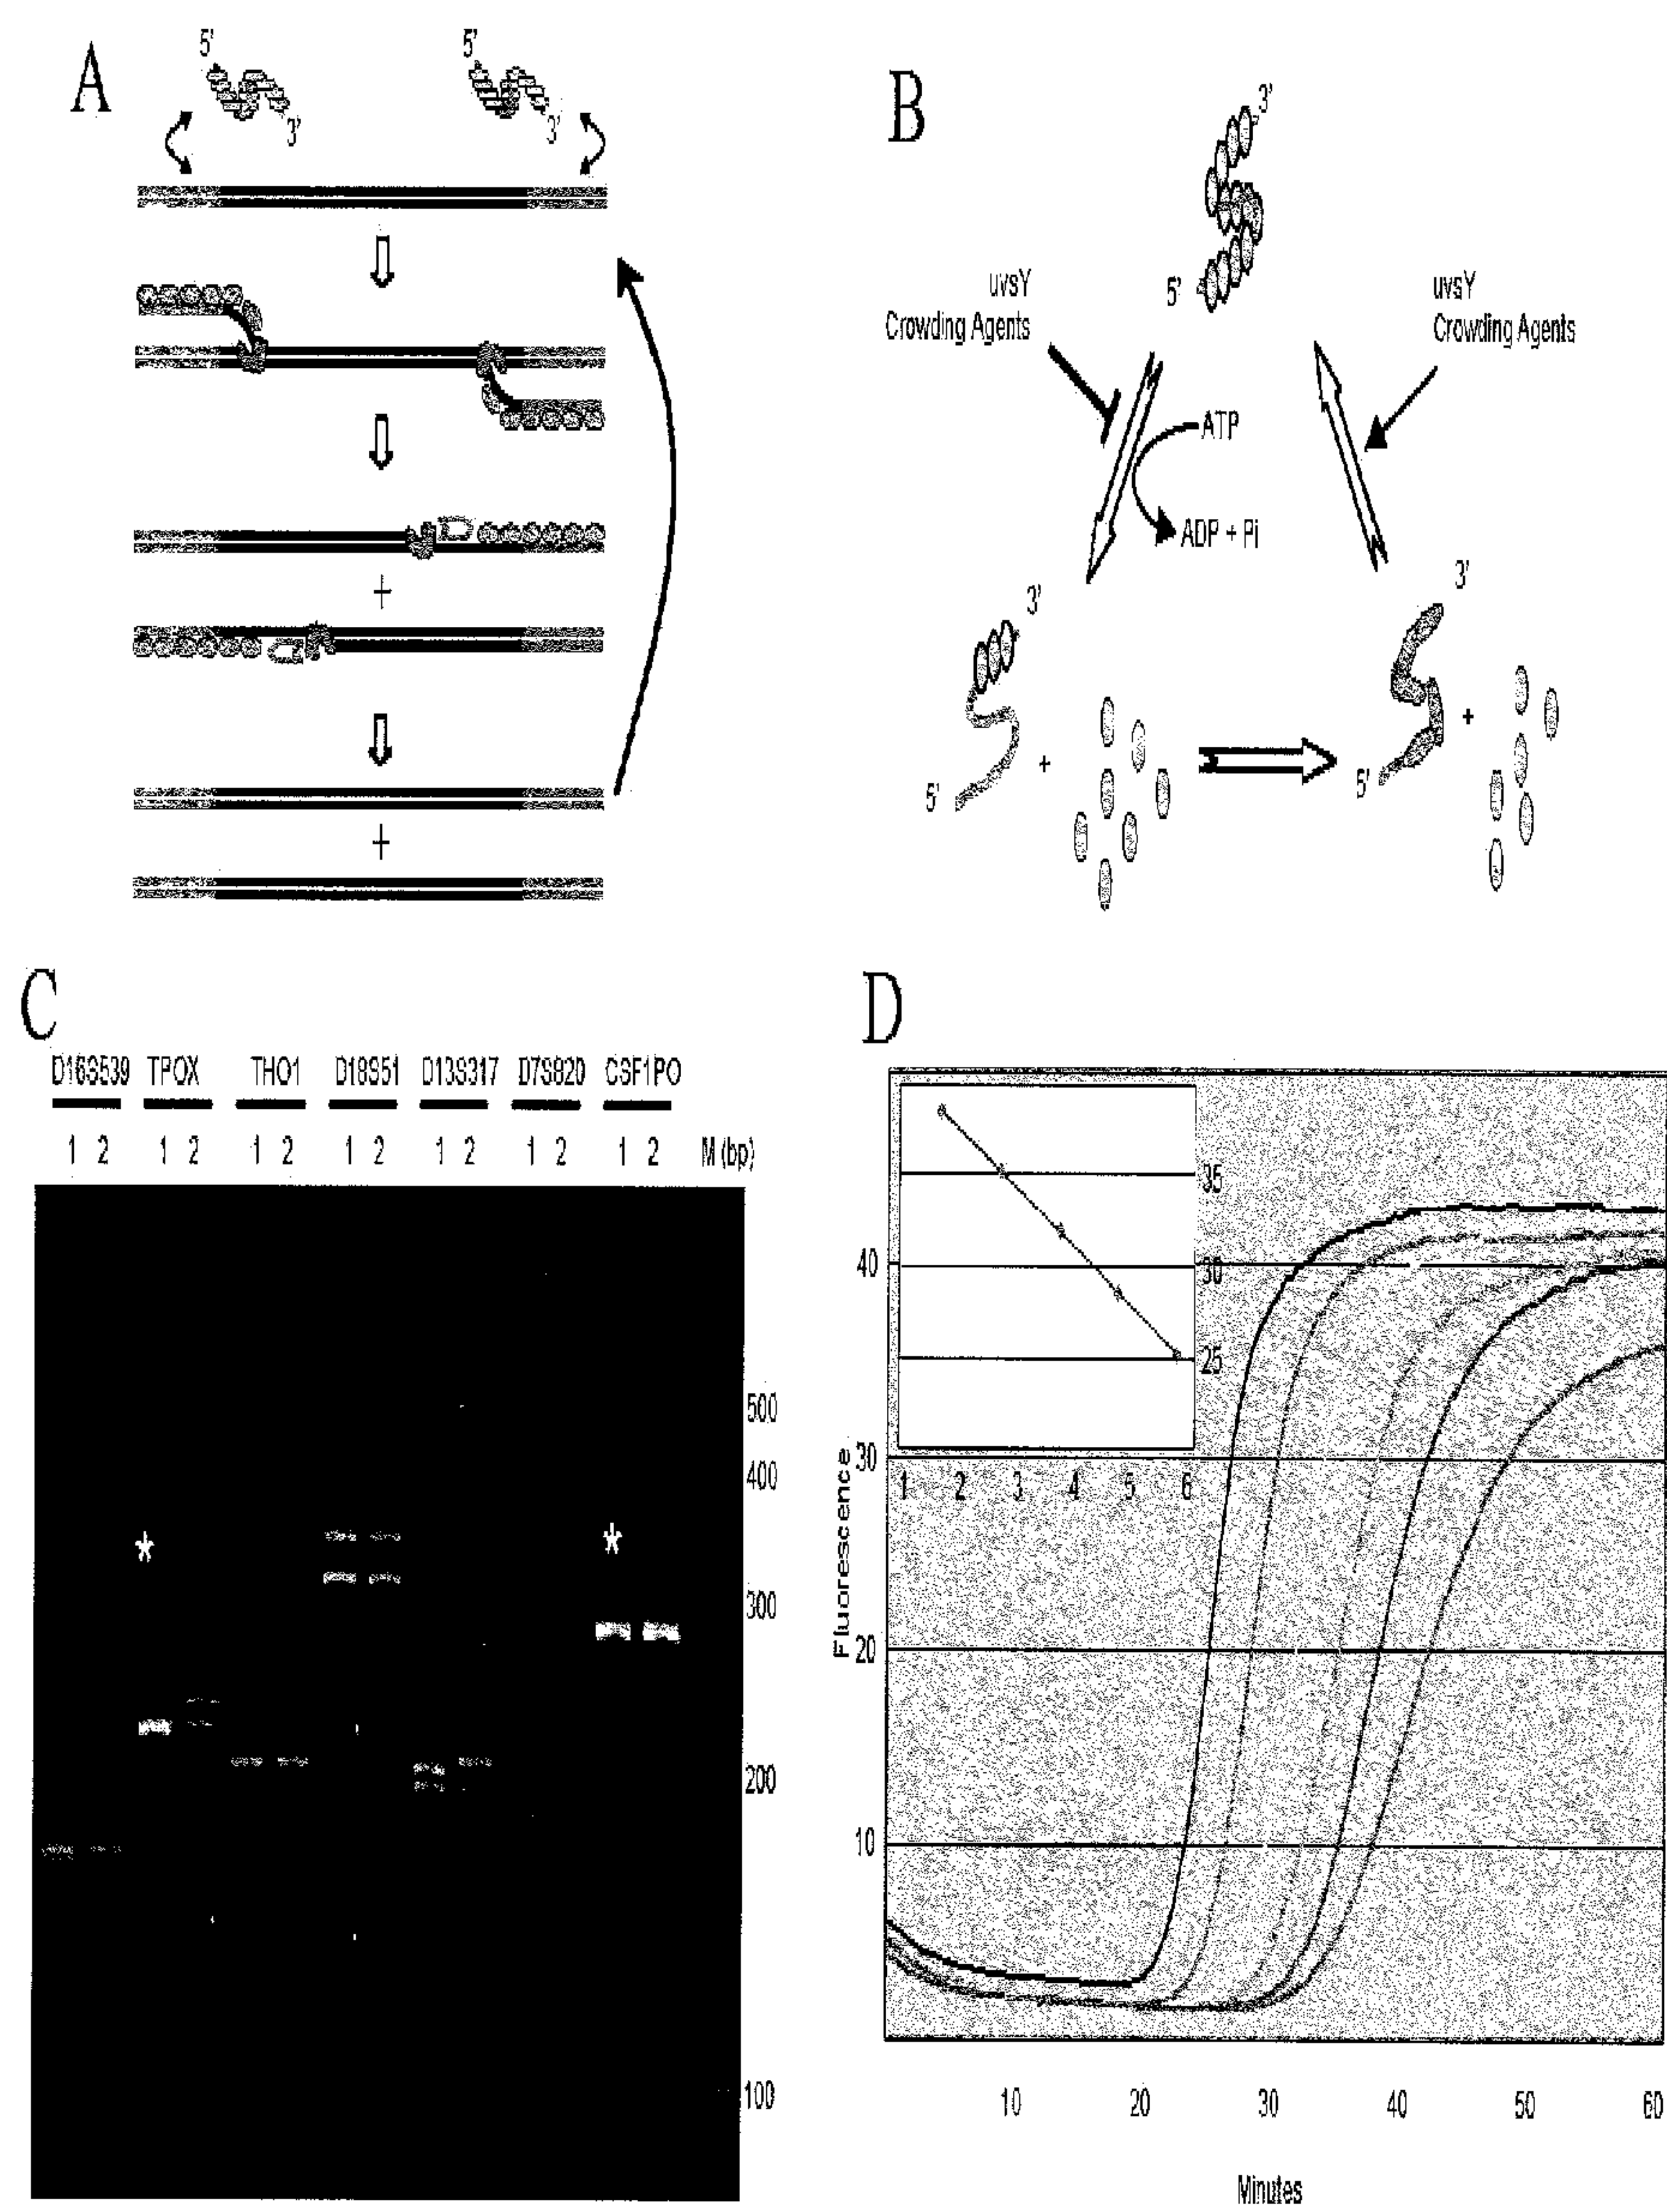 A
5'
3'
5'
3'
+
+
B
3'
5'
uvsY
Crowding Agents
uvsY
Crowding Agents
ATP
ADP + Pi
3'
5'
+
3'
5'
+
C
D16S539 TPOX THO1 D18S51 D13S317 D7S820 CSF1PO
1 2 1 2 1 2 1 2 1 2 1 2 1 2 M (bp)
500
400
300
200
100
*
*
D
35
30
25
1 2 3 4 5 6
Fluorescence
40
30
20
10
10 20 30 40 50 60
Minutes